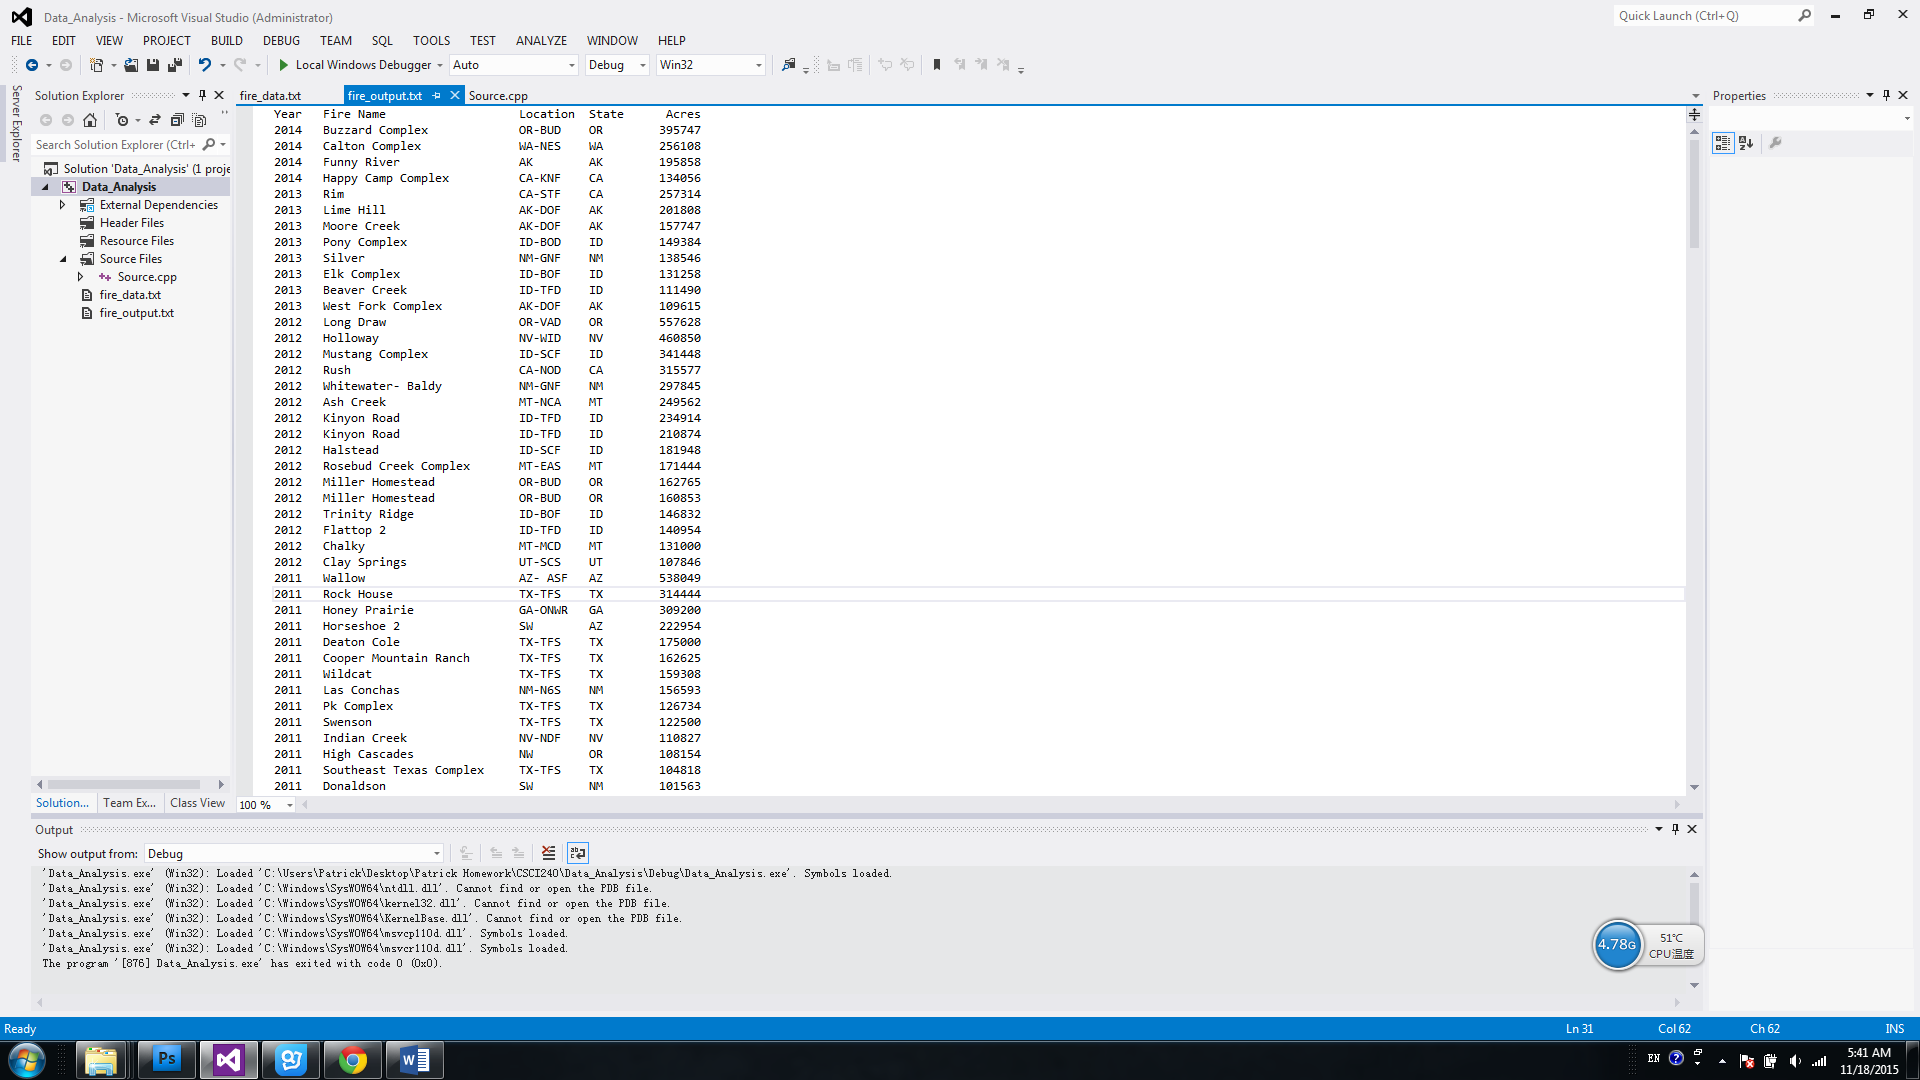 Data_Analysis - Microsoft Visual Studio (Administrator)
Quick Launch (Ctrl+Q)
FILE EDIT VIEW PROJECT BUILD DEBUG TEAM SQL TOOLS TEST ANALYZE WINDOW HELP
Local Windows Debugger Auto Debug Win32
Server Explorer
Solution Explorer
Search Solution Explorer (Ctrl+
Solution 'Data_Analysis' (1 proje
Data_Analysis
External Dependencies
Header Files
Resource Files
Source Files
Source.cpp
fire_data.txt
fire_output.txt
Solution... Team Ex... Class View
fire_data.txt fire_output.txt Source.cpp
Year Fire Name Location State Acres
2014 Buzzard Complex OR-BUD OR 395747
2014 Calton Complex WA-NES WA 256108
2014 Funny River AK AK 195858
2014 Happy Camp Complex CA-KNF CA 134056
2013 Rim CA-STF CA 257314
2013 Lime Hill AK-DOF AK 201808
2013 Moore Creek AK-DOF AK 157747
2013 Pony Complex ID-BOD ID 149384
2013 Silver NM-GNF NM 138546
2013 Elk Complex ID-BOF ID 131258
2013 Beaver Creek ID-TFD ID 111490
2013 West Fork Complex AK-DOF AK 109615
2012 Long Draw OR-VAD OR 557628
2012 Holloway NV-WID NV 460850
2012 Mustang Complex ID-SCF ID 341448
2012 Rush CA-NOD CA 315577
2012 Whitewater- Baldy NM-GNF NM 297845
2012 Ash Creek MT-NCA MT 249562
2012 Kinyon Road ID-TFD ID 234914
2012 Kinyon Road ID-TFD ID 210874
2012 Halstead ID-SCF ID 181948
2012 Rosebud Creek Complex MT-EAS MT 171444
2012 Miller Homestead OR-BUD OR 162765
2012 Miller Homestead OR-BUD OR 160853
2012 Trinity Ridge ID-BOF ID 146832
2012 Flattop 2 ID-TFD ID 140954
2012 Chalky MT-MCD MT 131000
2012 Clay Springs UT-SCS UT 107846
2011 Wallow AZ- ASF AZ 538049
2011 Rock House TX-TFS TX 314444
2011 Honey Prairie GA-ONWR GA 309200
2011 Horseshoe 2 SW AZ 222954
2011 Deaton Cole TX-TFS TX 175000
2011 Cooper Mountain Ranch TX-TFS TX 162625
2011 Wildcat TX-TFS TX 159308
2011 Las Conchas NM-N6S NM 156593
2011 Pk Complex TX-TFS TX 126734
2011 Swenson TX-TFS TX 122500
2011 Indian Creek NV-NDF NV 110827
2011 High Cascades NW OR 108154
2011 Southeast Texas Complex TX-TFS TX 104818
2011 Donaldson SW NM 101563
100 %
Properties
Output
Show output from: Debug
'Data_Analysis.exe' (Win32): Loaded 'C:\Users\Patrick\Desktop\Patrick Homework\CSCI240\Data_Analysis\Debug\Data_Analysis.exe'. Symbols loaded.
'Data_Analysis.exe' (Win32): Loaded 'C:\Windows\SysWOW64\ntdll.dll'. Cannot find or open the PDB file.
'Data_Analysis.exe' (Win32): Loaded 'C:\Windows\SysWOW64\kernel32.dll'. Cannot find or open the PDB file.
'Data_Analysis.exe' (Win32): Loaded 'C:\Windows\SysWOW64\KernelBase.dll'. Cannot find or open the PDB file.
'Data_Analysis.exe' (Win32): Loaded 'C:\Windows\SysWOW64\msvcp110d.dll'. Symbols loaded.
'Data_Analysis.exe' (Win32): Loaded 'C:\Windows\SysWOW64\msvcr110d.dll'. Symbols loaded.
The program '[876] Data_Analysis.exe' has exited with code 0 (0x0).
4.78G
51℃
CPU温度
Ready Ln 31 Col 62 Ch 62 INS
Ps
W
EN
5:41 AM
11/18/2015